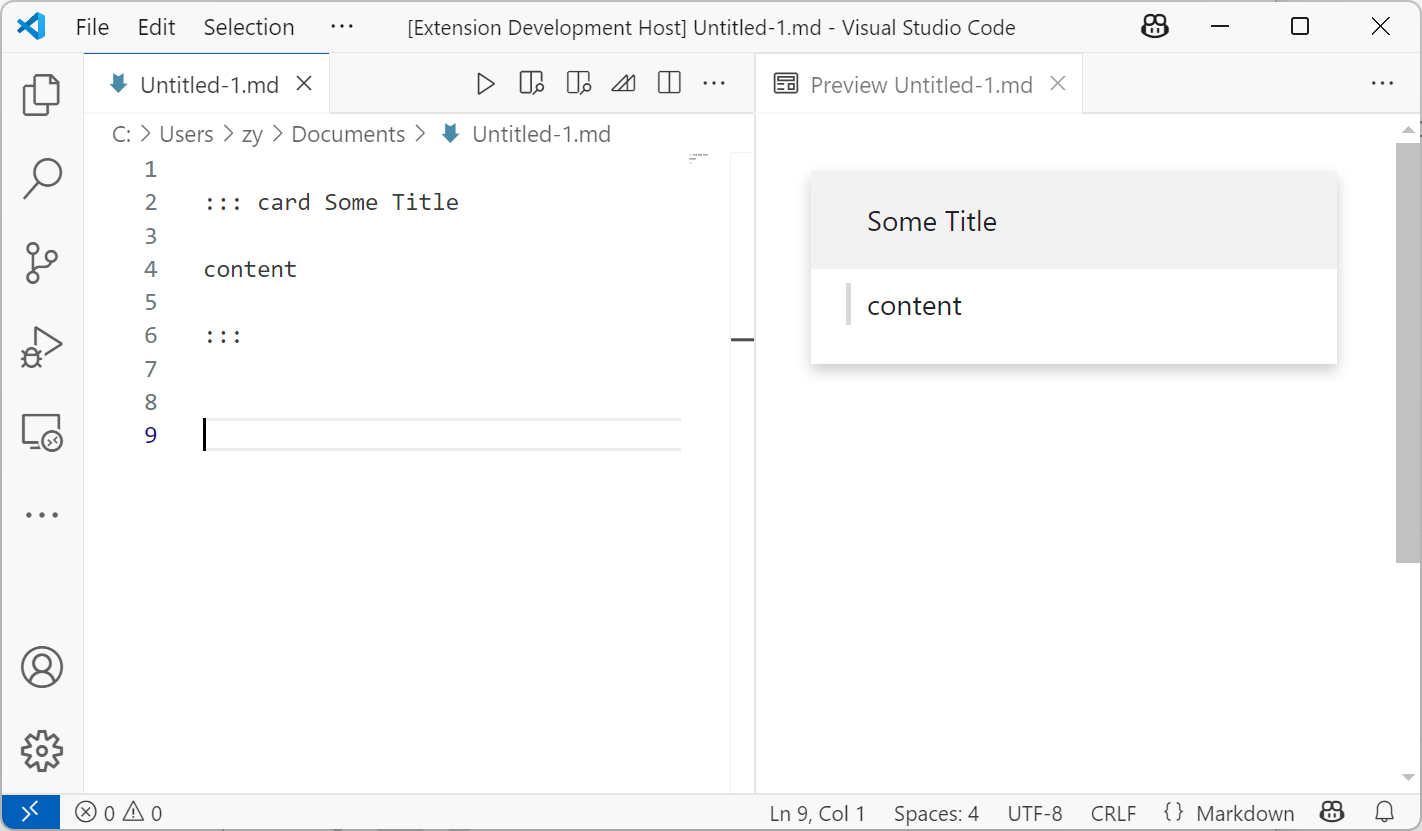 File Edit Selection ··· [Extension Development Host] Untitled-1.md - Visual Studio Code
Untitled-1.md
Preview Untitled-1.md
C: > Users > zy > Documents > Untitled-1.md
1
2 ::: card Some Title
3
4 content
5
6 :::
7
8
9
Some Title
content
0 0
Ln 9, Col 1 Spaces: 4 UTF-8 CRLF {} Markdown